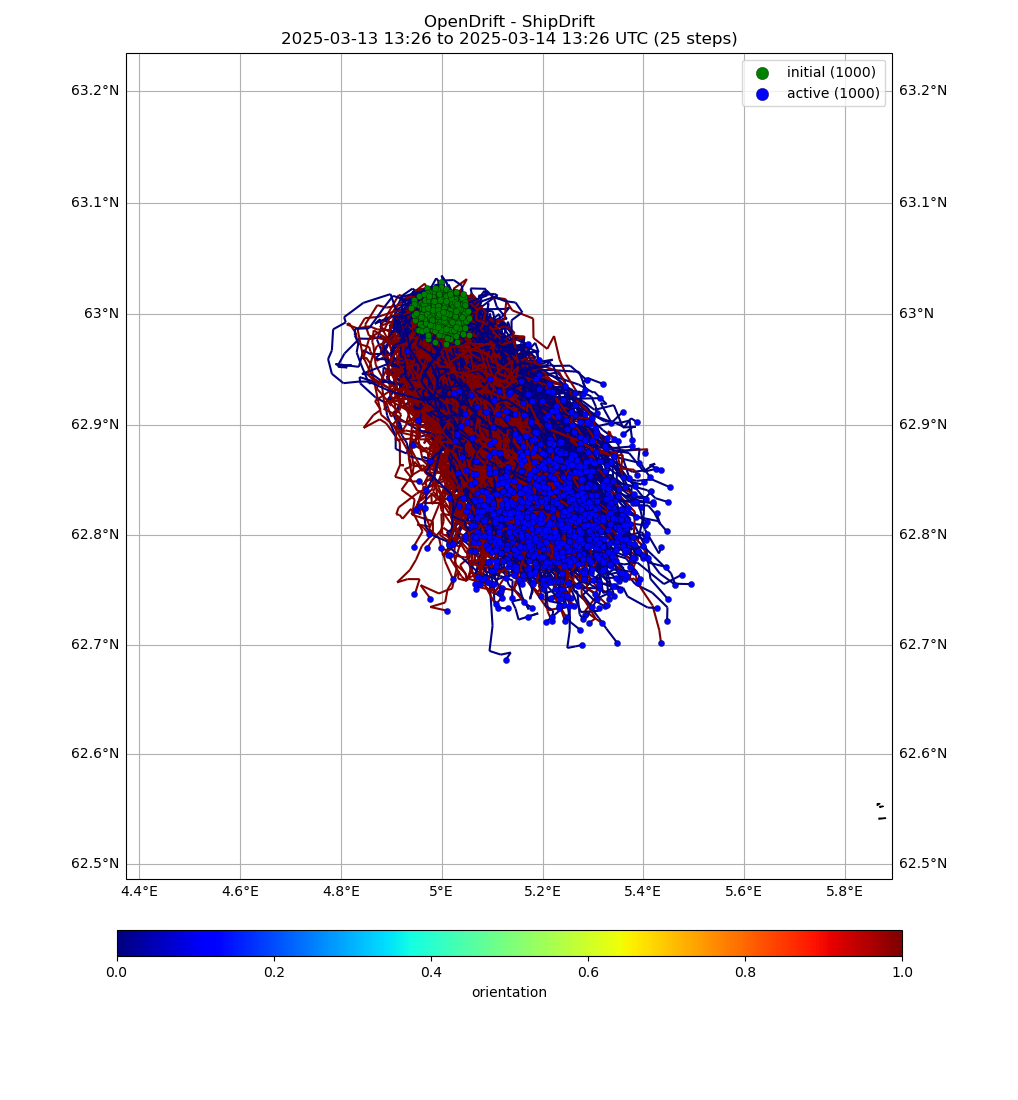 OpenDrift - ShipDrift
2025-03-13 13:26 to 2025-03-14 13:26 UTC (25 steps)
initial (1000)
active (1000)
63.2°N 63.2°N
63.1°N 63.1°N
63°N 63°N
62.9°N 62.9°N
62.8°N 62.8°N
62.7°N 62.7°N
62.6°N 62.6°N
62.5°N 62.5°N
4.4°E 4.6°E 4.8°E 5°E 5.2°E 5.4°E 5.6°E 5.8°E
0.0 0.2 0.4 0.6 0.8 1.0
orientation